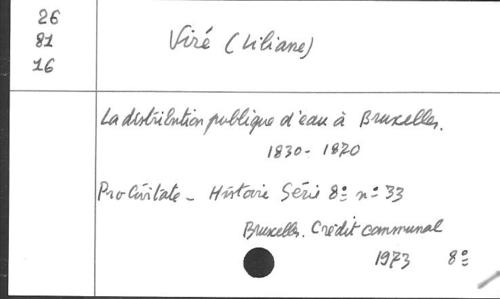 26
81
16
Viré (Liliane)
La distribution publique d'eau à Bruxelles.
1830-1870
Pro Civitate - Histoire Série 8° n° 33
Bruxelles. Crédit communal
1973 8°